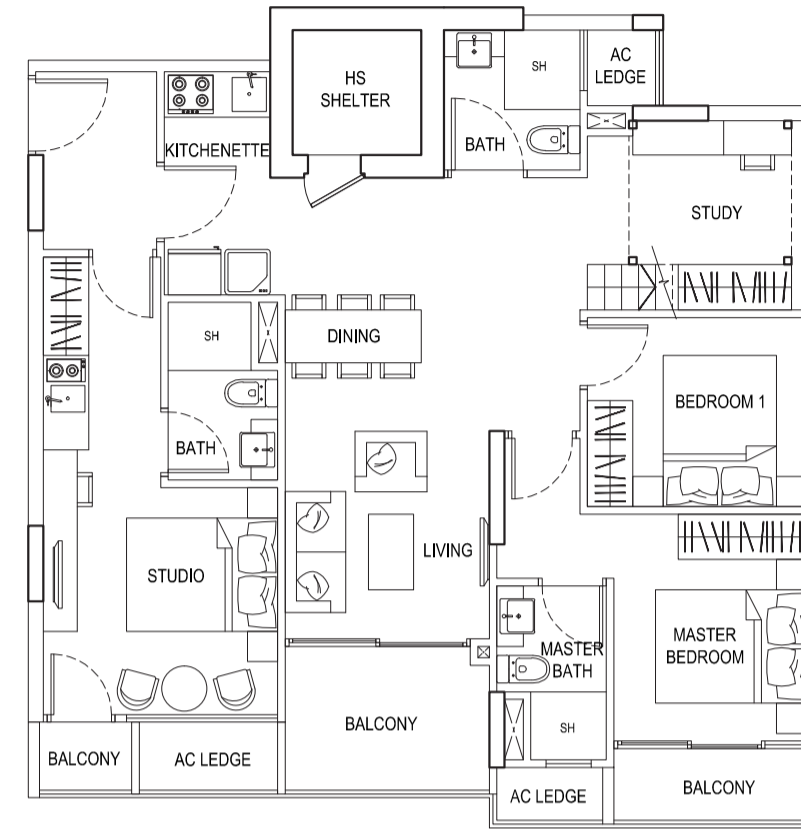 HS
SHELTER
SH
AC
LEDGE
KITCHENETTE
BATH
STUDY
SH
DINING
BEDROOM 1
BATH
LIVING
STUDIO
MASTER
BATH
MASTER
BEDROOM
BALCONY
SH
BALCONY
AC LEDGE
AC LEDGE
BALCONY